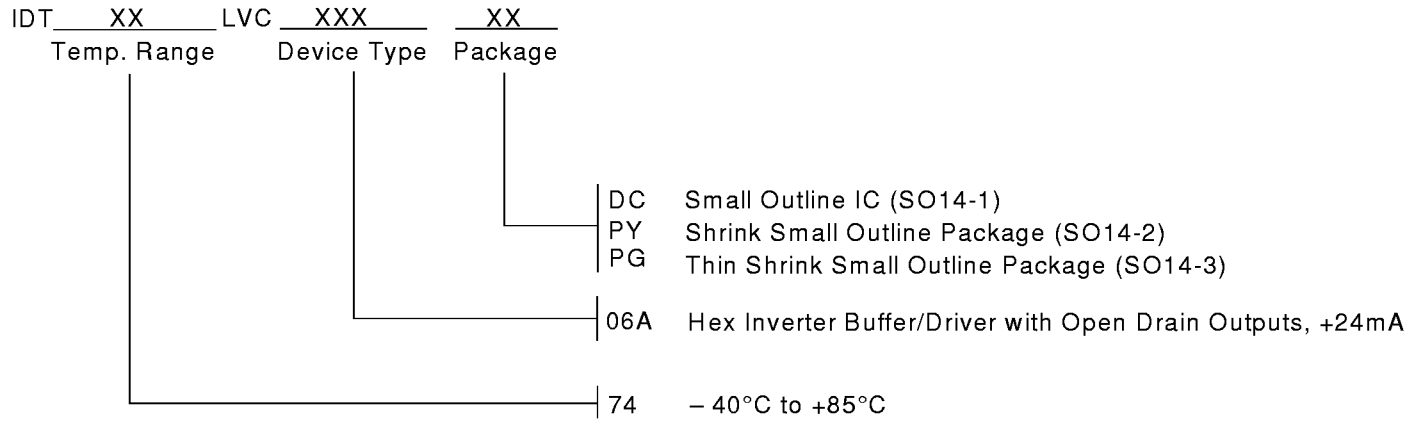 IDT XX LVC XXX XX
Temp. Range Device Type Package
DC Small Outline IC (SO14-1)
PY Shrink Small Outline Package (SO14-2)
PG Thin Shrink Small Outline Package (SO14-3)
06A Hex Inverter Buffer/Driver with Open Drain Outputs, +24mA
74 – 40°C to +85°C